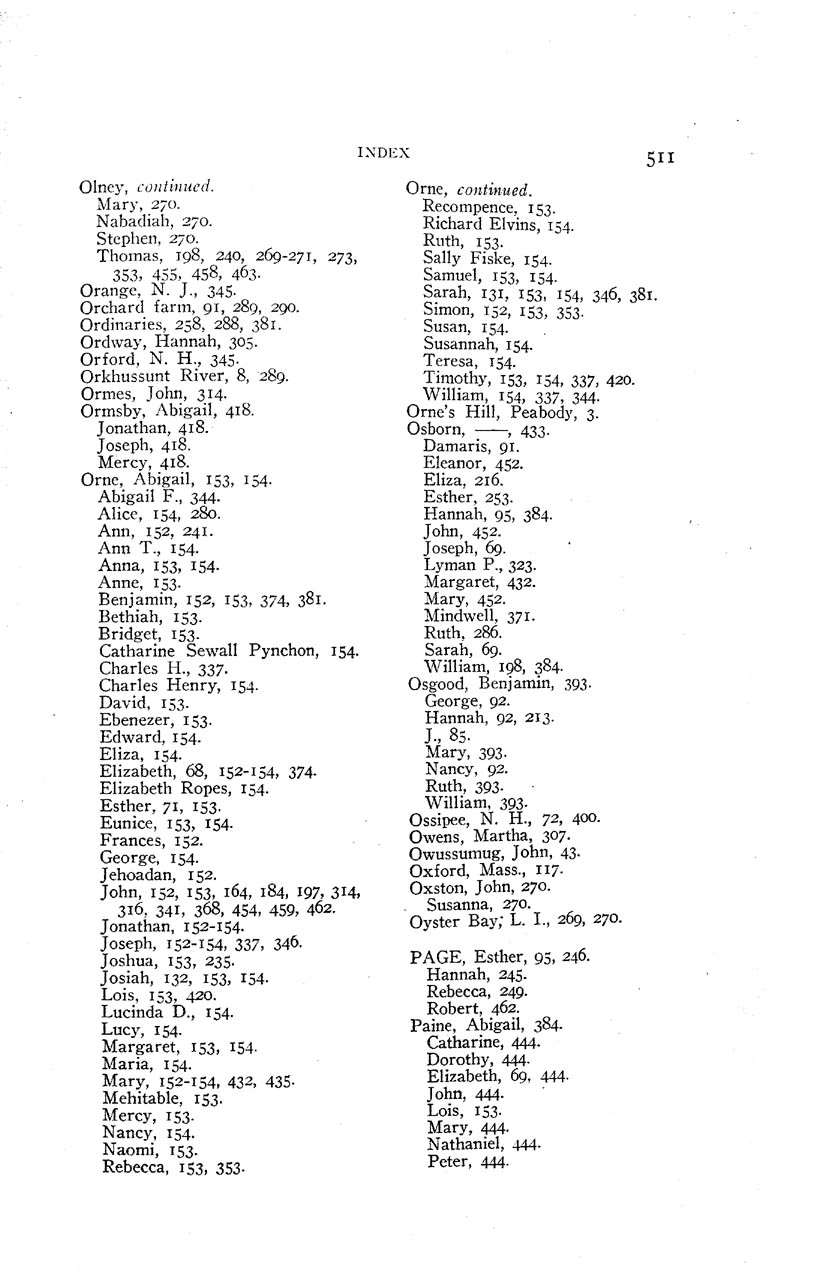 INDEX
511
Olney, continued.
Mary, 270.
Nabadiah, 270.
Stephen, 270.
Thomas, 198, 240, 269-271, 273,
353, 455, 458, 463.
Orange, N. J., 345.
Orchard farm, 91, 289, 290.
Ordinaries, 258, 288, 381.
Ordway, Hannah, 305.
Orford, N. H., 345.
Orkhussunt River, 8, 289.
Ormes, John, 314.
Ormsby, Abigail, 418.
Jonathan, 418.
Joseph, 418.
Mercy, 418.
Orne, Abigail, 153, 154.
Abigail F., 344.
Alice, 154, 280.
Ann, 152, 241.
Ann T., 154.
Anna, 153, 154.
Anne, 153.
Benjamin, 152, 153, 374, 381.
Bethiah, 153.
Bridget, 153.
Catharine Sewall Pynchon, 154.
Charles H., 337.
Charles Henry, 154.
David, 153.
Ebenezer, 153.
Edward, 154.
Eliza, 154.
Elizabeth, 68, 152-154, 374.
Elizabeth Ropes, 154.
Esther, 71, 153.
Eunice, 153, 154.
Frances, 152.
George, 154.
Jehoadan, 152.
John, 152, 153, 164, 184, 197, 314,
316, 341, 368, 454, 459, 462.
Jonathan, 152-154.
Joseph, 152-154, 337, 346.
Joshua, 153, 235.
Josiah, 132, 153, 154.
Lois, 153, 420.
Lucinda D., 154.
Lucy, 154.
Margaret, 153, 154.
Maria, 154.
Mary, 152-154, 432, 435.
Mehitable, 153.
Mercy, 153.
Nancy, 154.
Naomi, 153.
Rebecca, 153, 353.
Orne, continued.
Recompence, 153.
Richard Elvins, 154.
Ruth, 153.
Sally Fiske, 154.
Samuel, 153, 154.
Sarah, 131, 153, 154, 346, 381.
Simon, 152, 153, 353.
Susan, 154.
Susannah, 154.
Teresa, 154.
Timothy, 153, 154, 337, 420.
William, 154, 337, 344.
Orne's Hill, Peabody, 3.
Osborn, ——, 433.
Damaris, 91.
Eleanor, 452.
Eliza, 216.
Esther, 253.
Hannah, 95, 384.
John, 452.
Joseph, 69.
Lyman P., 323.
Margaret, 432.
Mary, 452.
Mindwell, 371.
Ruth, 286.
Sarah, 69.
William, 198, 384.
Osgood, Benjamin, 393.
George, 92.
Hannah, 92, 213.
J., 85.
Mary, 393.
Nancy, 92.
Ruth, 393.
William, 393.
Ossipee, N. H., 72, 400.
Owens, Martha, 307.
Owussumug, John, 43.
Oxford, Mass., 117.
Oxston, John, 270.
Susanna, 270.
Oyster Bay, L. I., 269, 270.
PAGE, Esther, 95, 246.
Hannah, 245.
Rebecca, 249.
Robert, 462.
Paine, Abigail, 384.
Catharine, 444.
Dorothy, 444.
Elizabeth, 69, 444.
John, 444.
Lois, 153.
Mary, 444.
Nathaniel, 444.
Peter, 444.